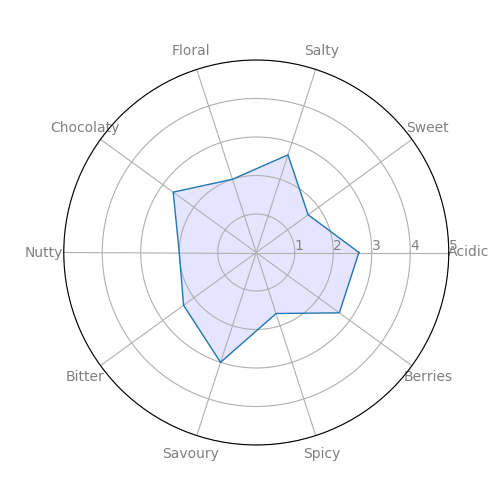 Floral
Salty
Chocolaty
Sweet
Nutty
1
2
3
4
5
Acidic
Bitter
Berries
Savoury
Spicy